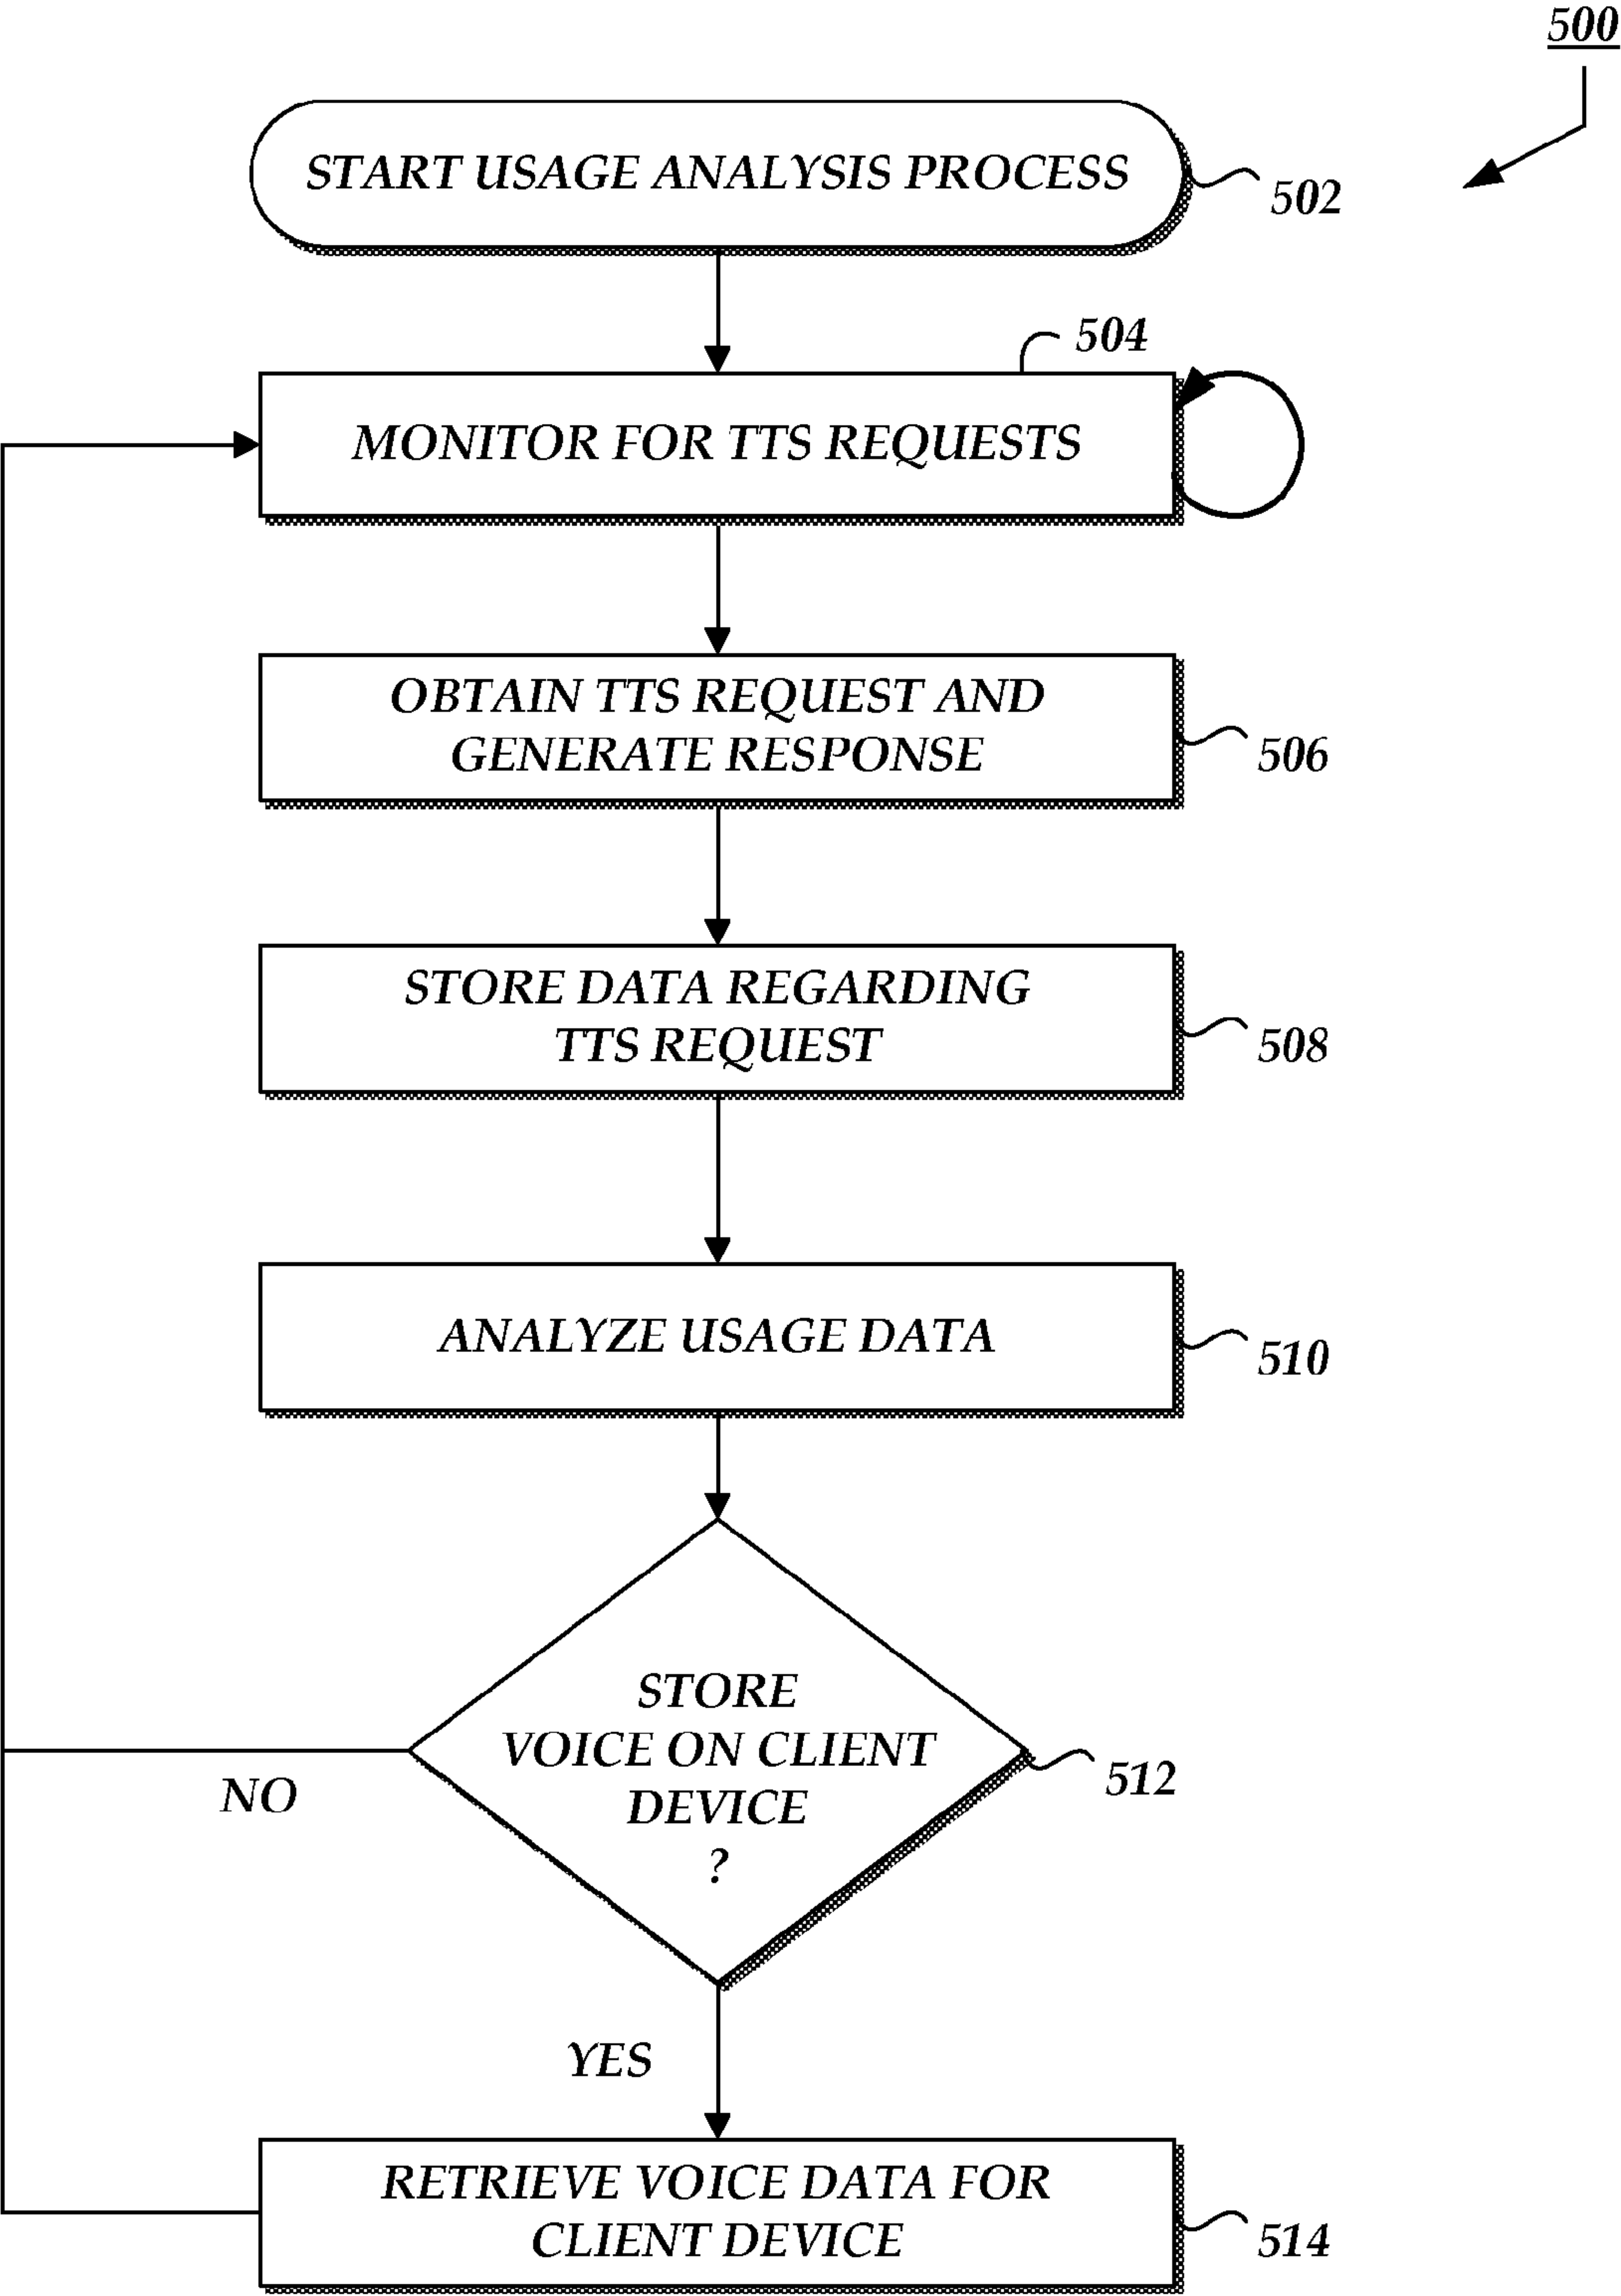 500
START USAGE ANALYSIS PROCESS
502
504
MONITOR FOR TTS REQUESTS
OBTAIN TTS REQUEST AND
GENERATE RESPONSE
506
STORE DATA REGARDING
TTS REQUEST
508
ANALYZE USAGE DATA
510
STORE
VOICE ON CLIENT
DEVICE
?
512
NO
YES
RETRIEVE VOICE DATA FOR
CLIENT DEVICE
514